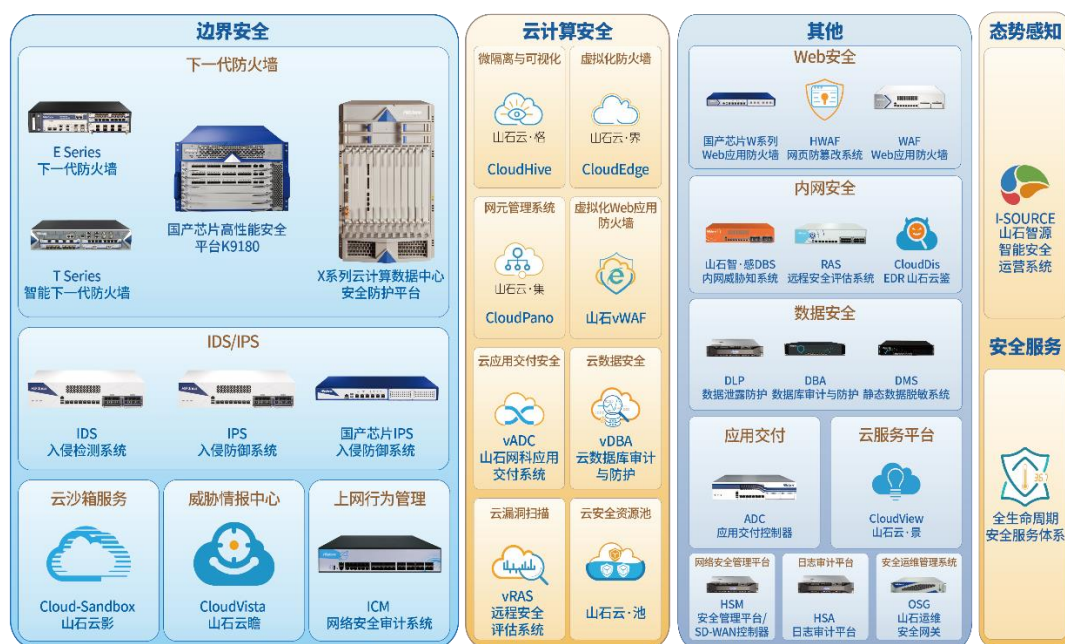 边界安全
下一代防火墙
E Series
下一代防火墙
T Series
智能下一代防火墙
国产芯片高性能安全
平台K9180
X系列云计算数据中心
安全防护平台
IDS/IPS
IDS
入侵检测系统
IPS
入侵防御系统
国产芯片IPS
入侵防御系统
云沙箱服务
Cloud-Sandbox
山石云影
威胁情报中心
CloudVista
山石云瞻
上网行为管理
ICM
网络安全审计系统
云计算安全
微隔离与可视化
山石云·格
CloudHive
虚拟化防火墙
山石云·界
CloudEdge
网元管理系统
山石云·集
CloudPano
虚拟化Web应用
防火墙
山石vWAF
云应用交付安全
vADC
山石网科应用
交付系统
云数据安全
vDBA
云数据库审计
与防护
云漏洞扫描
vRAS
远程安全
评估系统
云安全资源池
山石云·池
其他
Web安全
国产芯片W系列
Web应用防火墙
HWAF
网页防篡改系统
WAF
Web应用防火墙
内网安全
山石智·感DBS
内网威胁知系统
RAS
远程安全评估系统
CloudDis
EDR 山石云鉴
数据安全
DLP
数据泄露防护
DBA
数据库审计与防护
DMS
静态数据脱敏系统
应用交付
ADC
应用交付控制器
云服务平台
CloudView
山石云·景
网络安全管理平台
HSM
安全管理平台/
SD-WAN控制器
日志审计平台
HSA
日志审计平台
安全运维管理系统
OSG
山石运维
安全网关
态势感知
I-SOURCE
山石智源
智能安全
运营系统
安全服务
全生命周期
安全服务体系